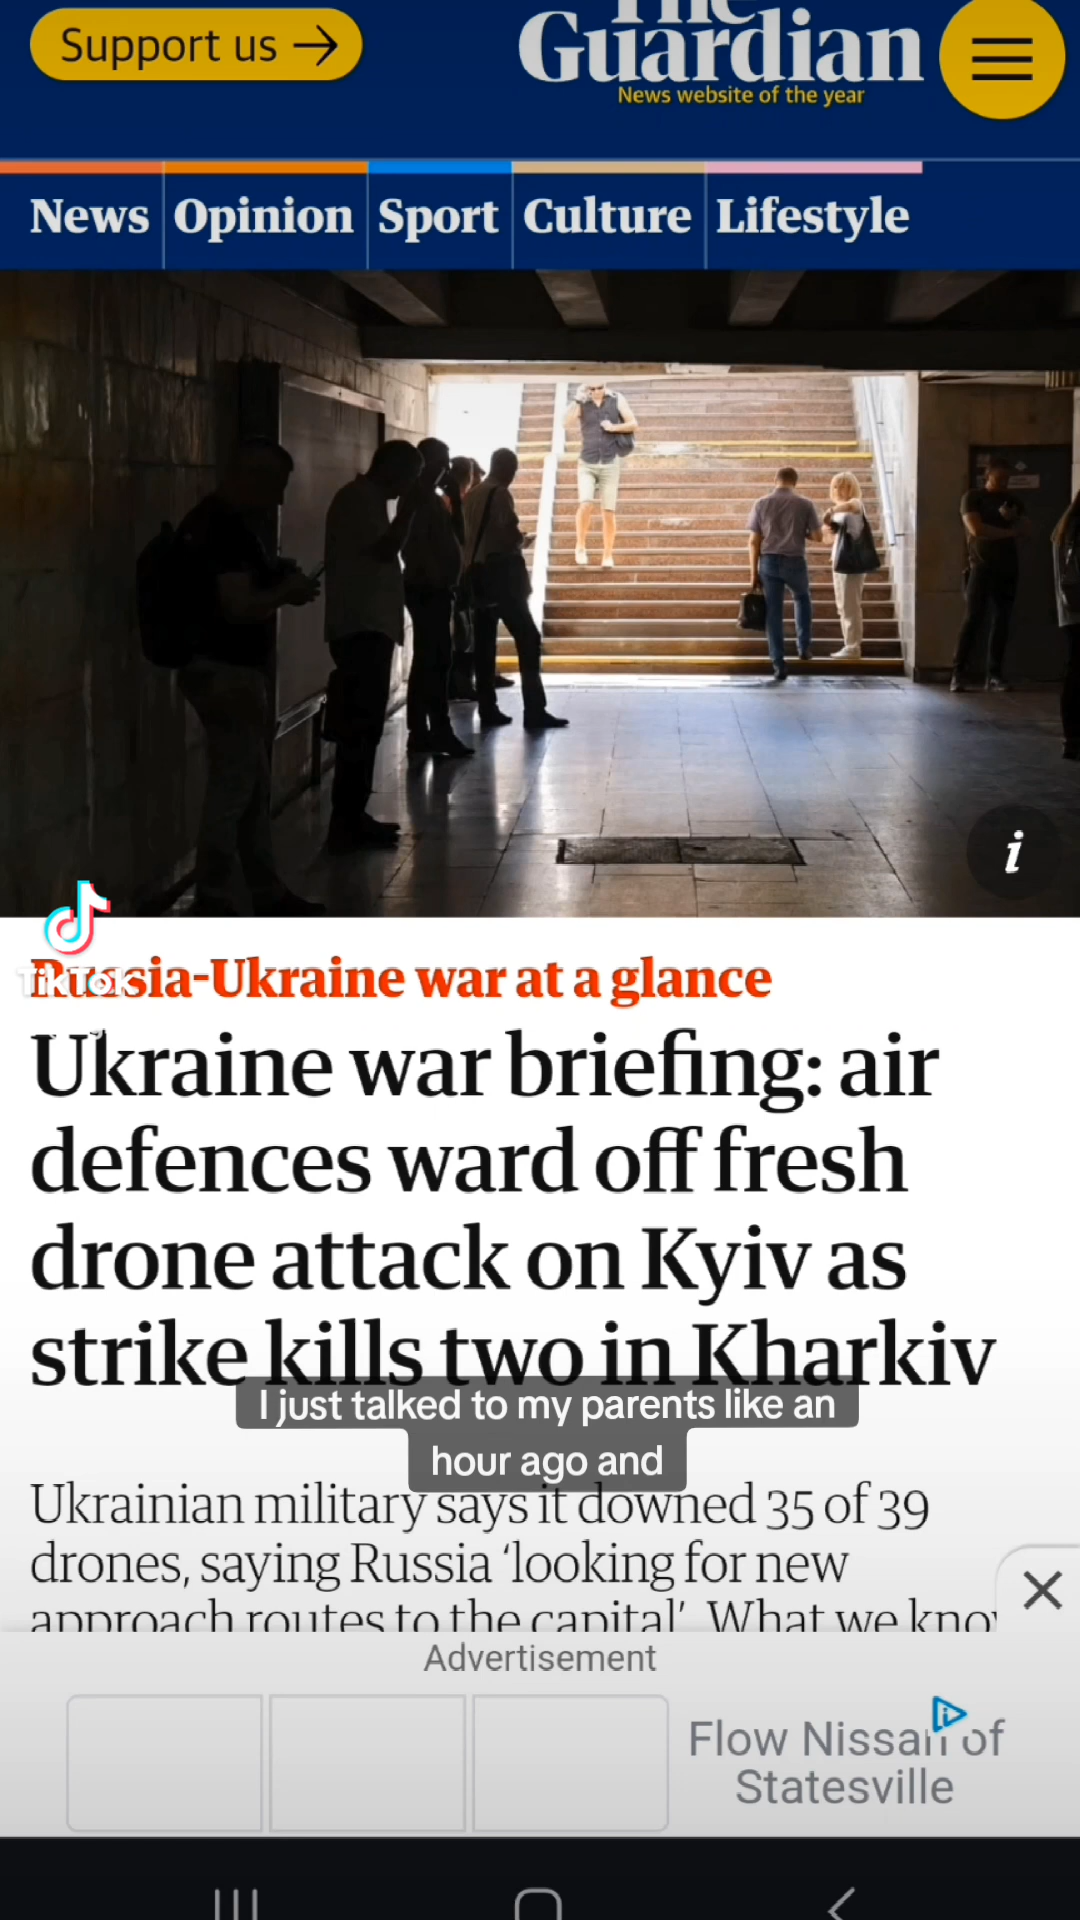 Support us →
The
Guardian
News website of the year
News Opinion Sport Culture Lifestyle
i
TikTok
Russia-Ukraine war at a glance
Ukraine war briefing: air
defences ward off fresh
drone attack on Kyiv as
strike kills two in Kharkiv
I just talked to my parents like an
hour ago and
Ukrainian military says it downed 35 of 39
drones, saying Russia ‘looking for new
approach routes to the capital’. What we know
Advertisement
Flow Nissan of
Statesville